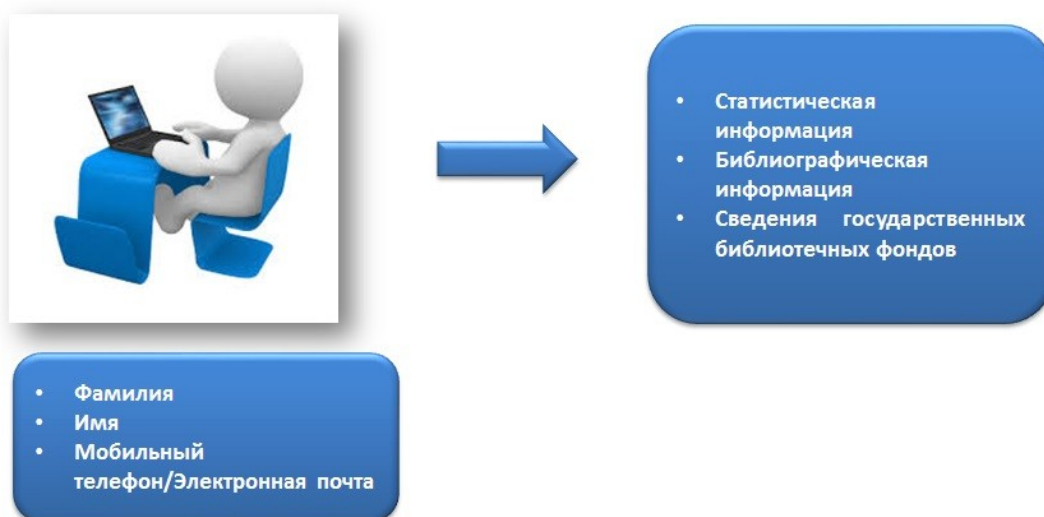 • Статистическая
информация
• Библиографическая
информация
• Сведения государственных
библиотечных фондов
• Фамилия
• Имя
• Мобильный
телефон/Электронная почта